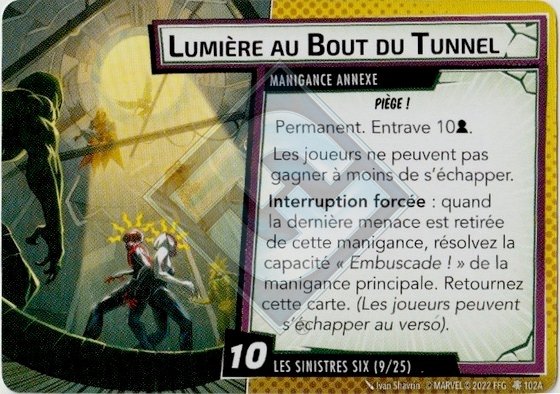 LUMIÈRE AU BOUT DU TUNNEL
MANIGANCE ANNEXE
PIÈGE !
Permanent. Entrave 10.
Les joueurs ne peuvent pas
gagner à moins de s'échapper.
Interruption forcée : quand
la dernière menace est retirée
de cette manigance, résolvez la
capacité « Embuscade ! » de la
manigance principale. Retournez
cette carte. (Les joueurs peuvent
s'échapper au verso).
10
LES SINISTRES SIX (9/25)
Ivan Shavrin © MARVEL © 2022 FFG 102A